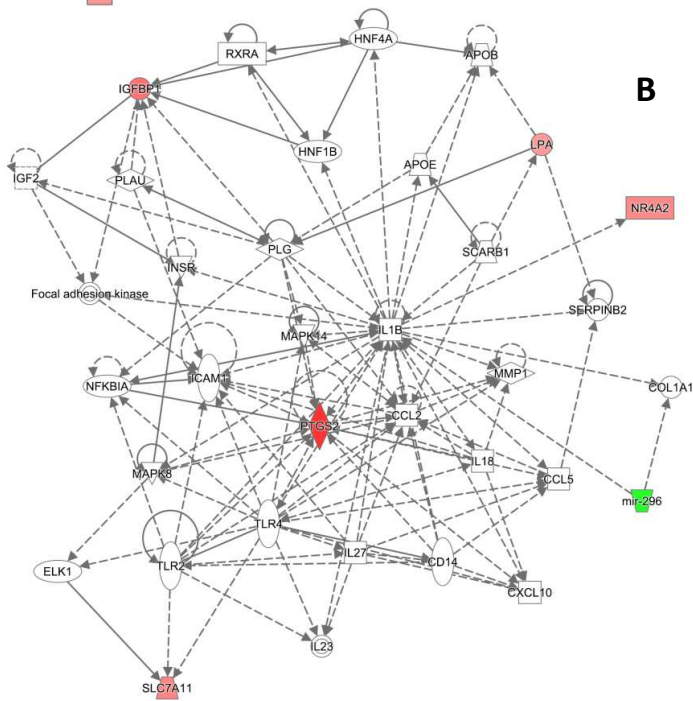 HNF4A
RXRA
APOB
B
IGFBP1
HNF1B
LPA
APOE
IGF2
PLAU
NR4A2
PLG
SCARB1
INSR
Focal adhesion kinase
SERPINB2
IL1B
MAPK14
MMP1
ICAM1
NFKBIA
COL1A1
CCL2
PTGS2
IL18
MAPK8
CCL5
mir-296
TLR4
IL27
CD14
TLR2
ELK1
CXCL10
IL23
SLC7A11